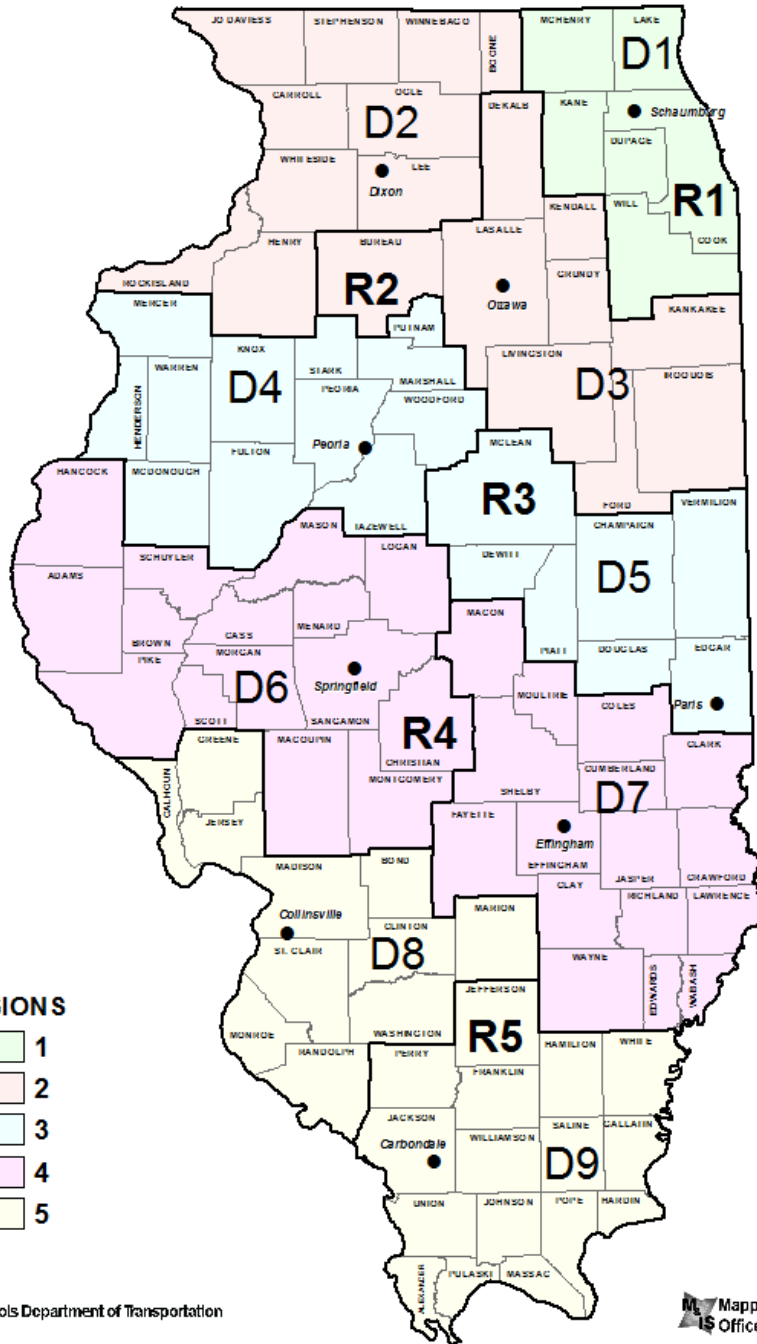 JO DAVIESS
STEPHENSON
WINNEBAGO
BOONE
MCHENRY
LAKE
D1
CARROLL
OGLE
D2
DEKALB
KANE
Schaumburg
DUPAGE
WHITESIDE
LEE
Dixon
KENDALL
WILL
R1
COOK
HENRY
BUREAU
R2
LASALLE
GRUNDY
Ottawa
ROCKISLAND
MERCER
KANKAKEE
PUTNAM
KNOX
STARK
D4
WARREN
HENDERSON
PEORIA
MARSHALL
WOODFORD
LIVINGSTON
D3
IROQUOIS
Peoria
FULTON
MCLEAN
R3
HANCOCK
MCDONOUGH
FORD
VERMILION
MASON
TAZEWELL
CHAMPAIGN
SCHUYLER
LOGAN
DEWITT
D5
ADAMS
MACON
MENARD
BROWN
CASS
PIATT
DOUGLAS
EDGAR
PIKE
MORGAN
D6
Springfield
MOULTRIE
Paris
COLES
SCOTT
SANGAMON
R4
CLARK
GREENE
MACOUPIN
CHRISTIAN
CALHOUN
MONTGOMERY
CUMBERLAND
SHELBY
D7
JERSEY
FAYETTE
Effingham
EFFINGHAM
MADISON
BOND
JASPER
CRAWFORD
CLAY
RICHLAND
LAWRENCE
Collinsville
MARION
CLINTON
D8
ST. CLAIR
WAYNE
EDWARDS
WABASH
JEFFERSON
MONROE
WASHINGTON
R5
HAMILTON
WHITE
RANDOLPH
PERRY
FRANKLIN
JACKSON
SALINE
GALLATIN
Carbondale
WILLIAMSON
D9
UNION
JOHNSON
POPE
HARDIN
ALEXANDER
PULASKI
MASSAC
GIONS
1
2
3
4
5
ois Department of Transportation
M&IS Mapp
Office